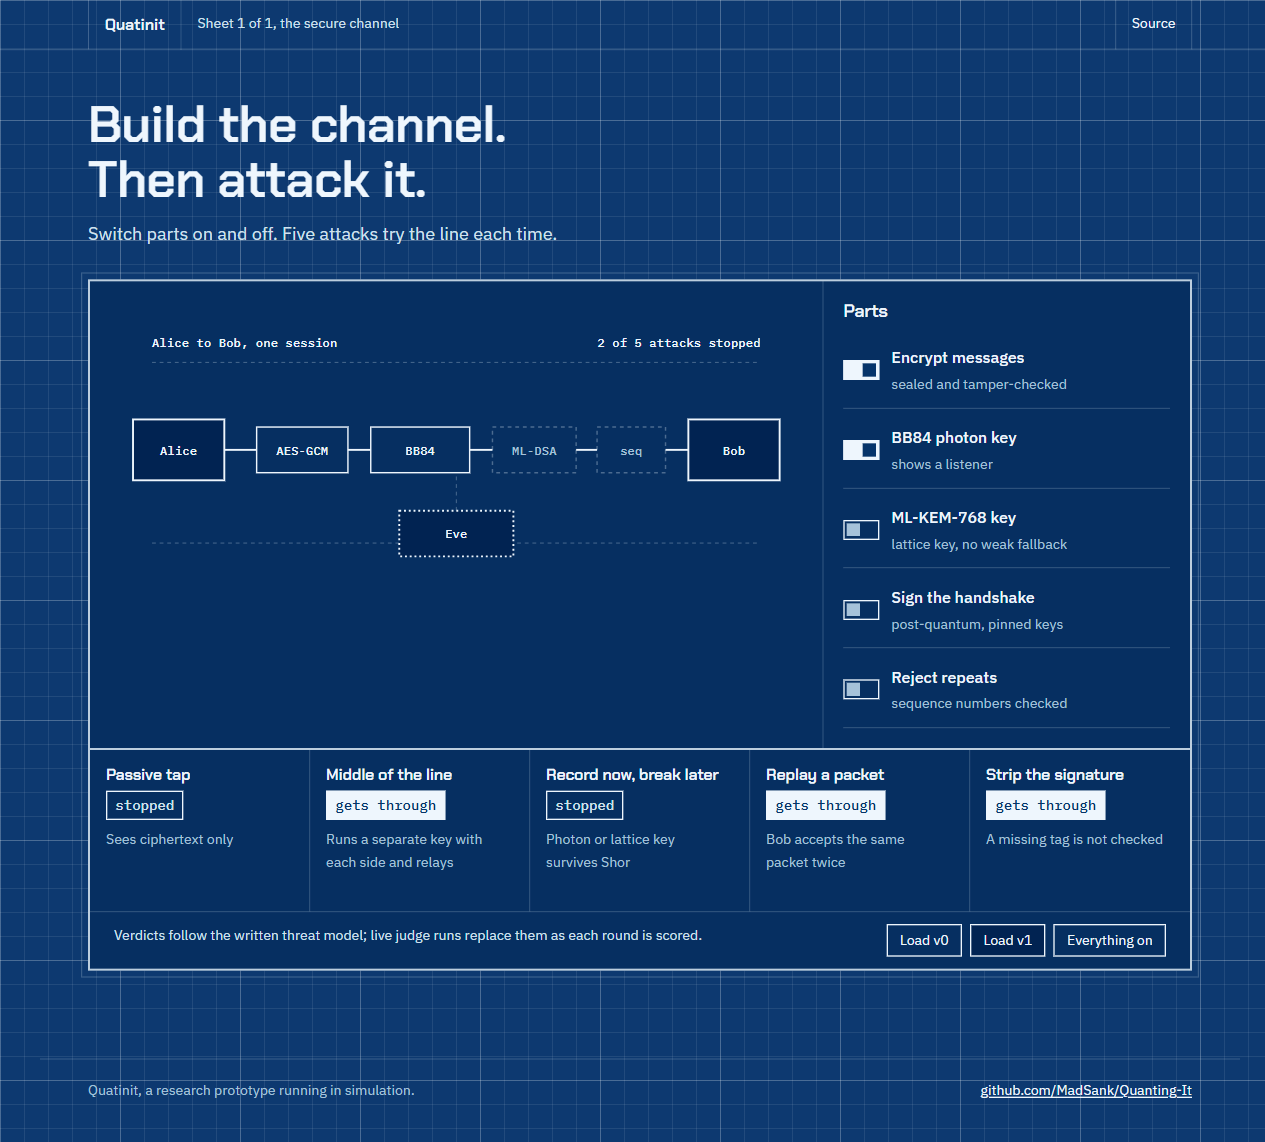 Quatinit
Sheet 1 of 1, the secure channel
Source
Build the channel.
Then attack it.
Switch parts on and off. Five attacks try the line each time.
Alice to Bob, one session
2 of 5 attacks stopped
Alice
AES-GCM
BB84
ML-DSA
seq
Bob
Eve
Parts
Encrypt messages
sealed and tamper-checked
BB84 photon key
shows a listener
ML-KEM-768 key
lattice key, no weak fallback
Sign the handshake
post-quantum, pinned keys
Reject repeats
sequence numbers checked
Passive tap
stopped
Sees ciphertext only
Middle of the line
gets through
Runs a separate key with
each side and relays
Record now, break later
stopped
Photon or lattice key
survives Shor
Replay a packet
gets through
Bob accepts the same
packet twice
Strip the signature
gets through
A missing tag is not checked
Verdicts follow the written threat model; live judge runs replace them as each round is scored.
Load v0
Load v1
Everything on
Quatinit, a research prototype running in simulation.
github.com/MadSank/Quanting-It